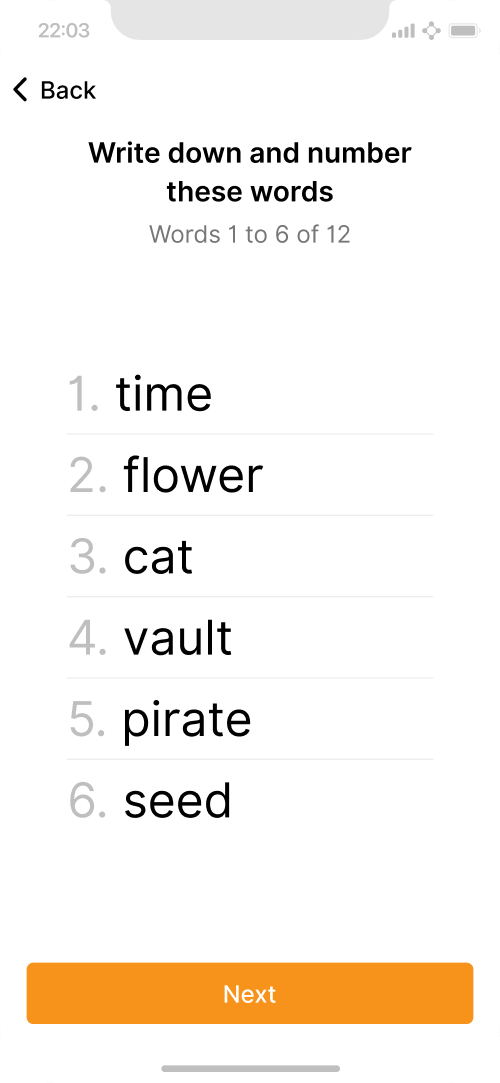 22:03
Back
Write down and number
these words
Words 1 to 6 of 12
1. time
2. flower
3. cat
4. vault
5. pirate
6. seed
Next